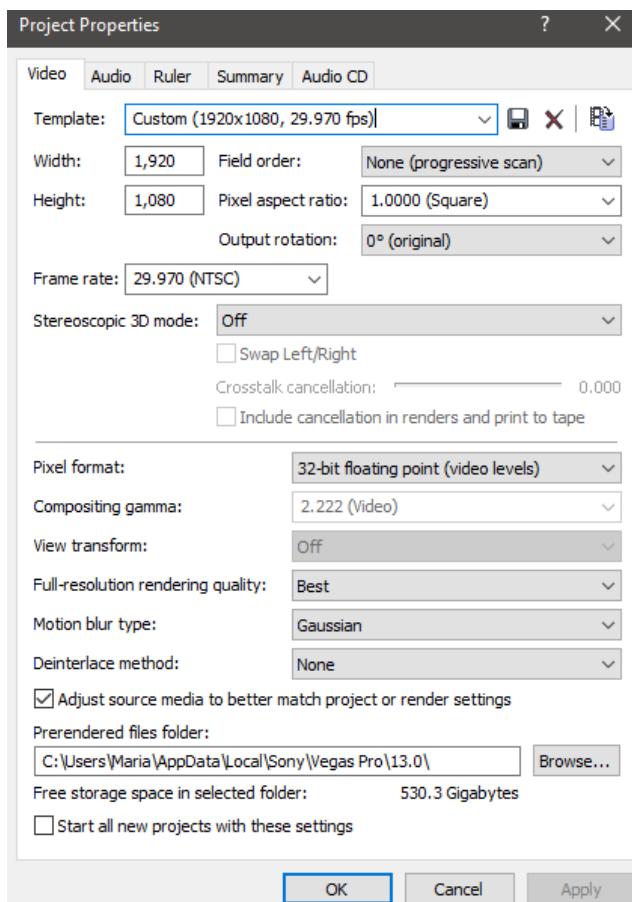 Project Properties ?
Video Audio Ruler Summary Audio CD
Template: Custom (1920x1080, 29.970 fps)
Width: 1,920 Field order: None (progressive scan)
Height: 1,080 Pixel aspect ratio: 1.0000 (Square)
Output rotation: 0° (original)
Frame rate: 29.970 (NTSC)
Stereoscopic 3D mode: Off
Swap Left/Right
Crosstalk cancellation: 0.000
Include cancellation in renders and print to tape
Pixel format: 32-bit floating point (video levels)
Compositing gamma: 2.222 (Video)
View transform: Off
Full-resolution rendering quality: Best
Motion blur type: Gaussian
Deinterlace method: None
Adjust source media to better match project or render settings
Prerendered files folder:
C:\Users\Maria\AppData\Local\Sony\Vegas Pro\13.0\ Browse...
Free storage space in selected folder: 530.3 Gigabytes
Start all new projects with these settings
OK Cancel Apply